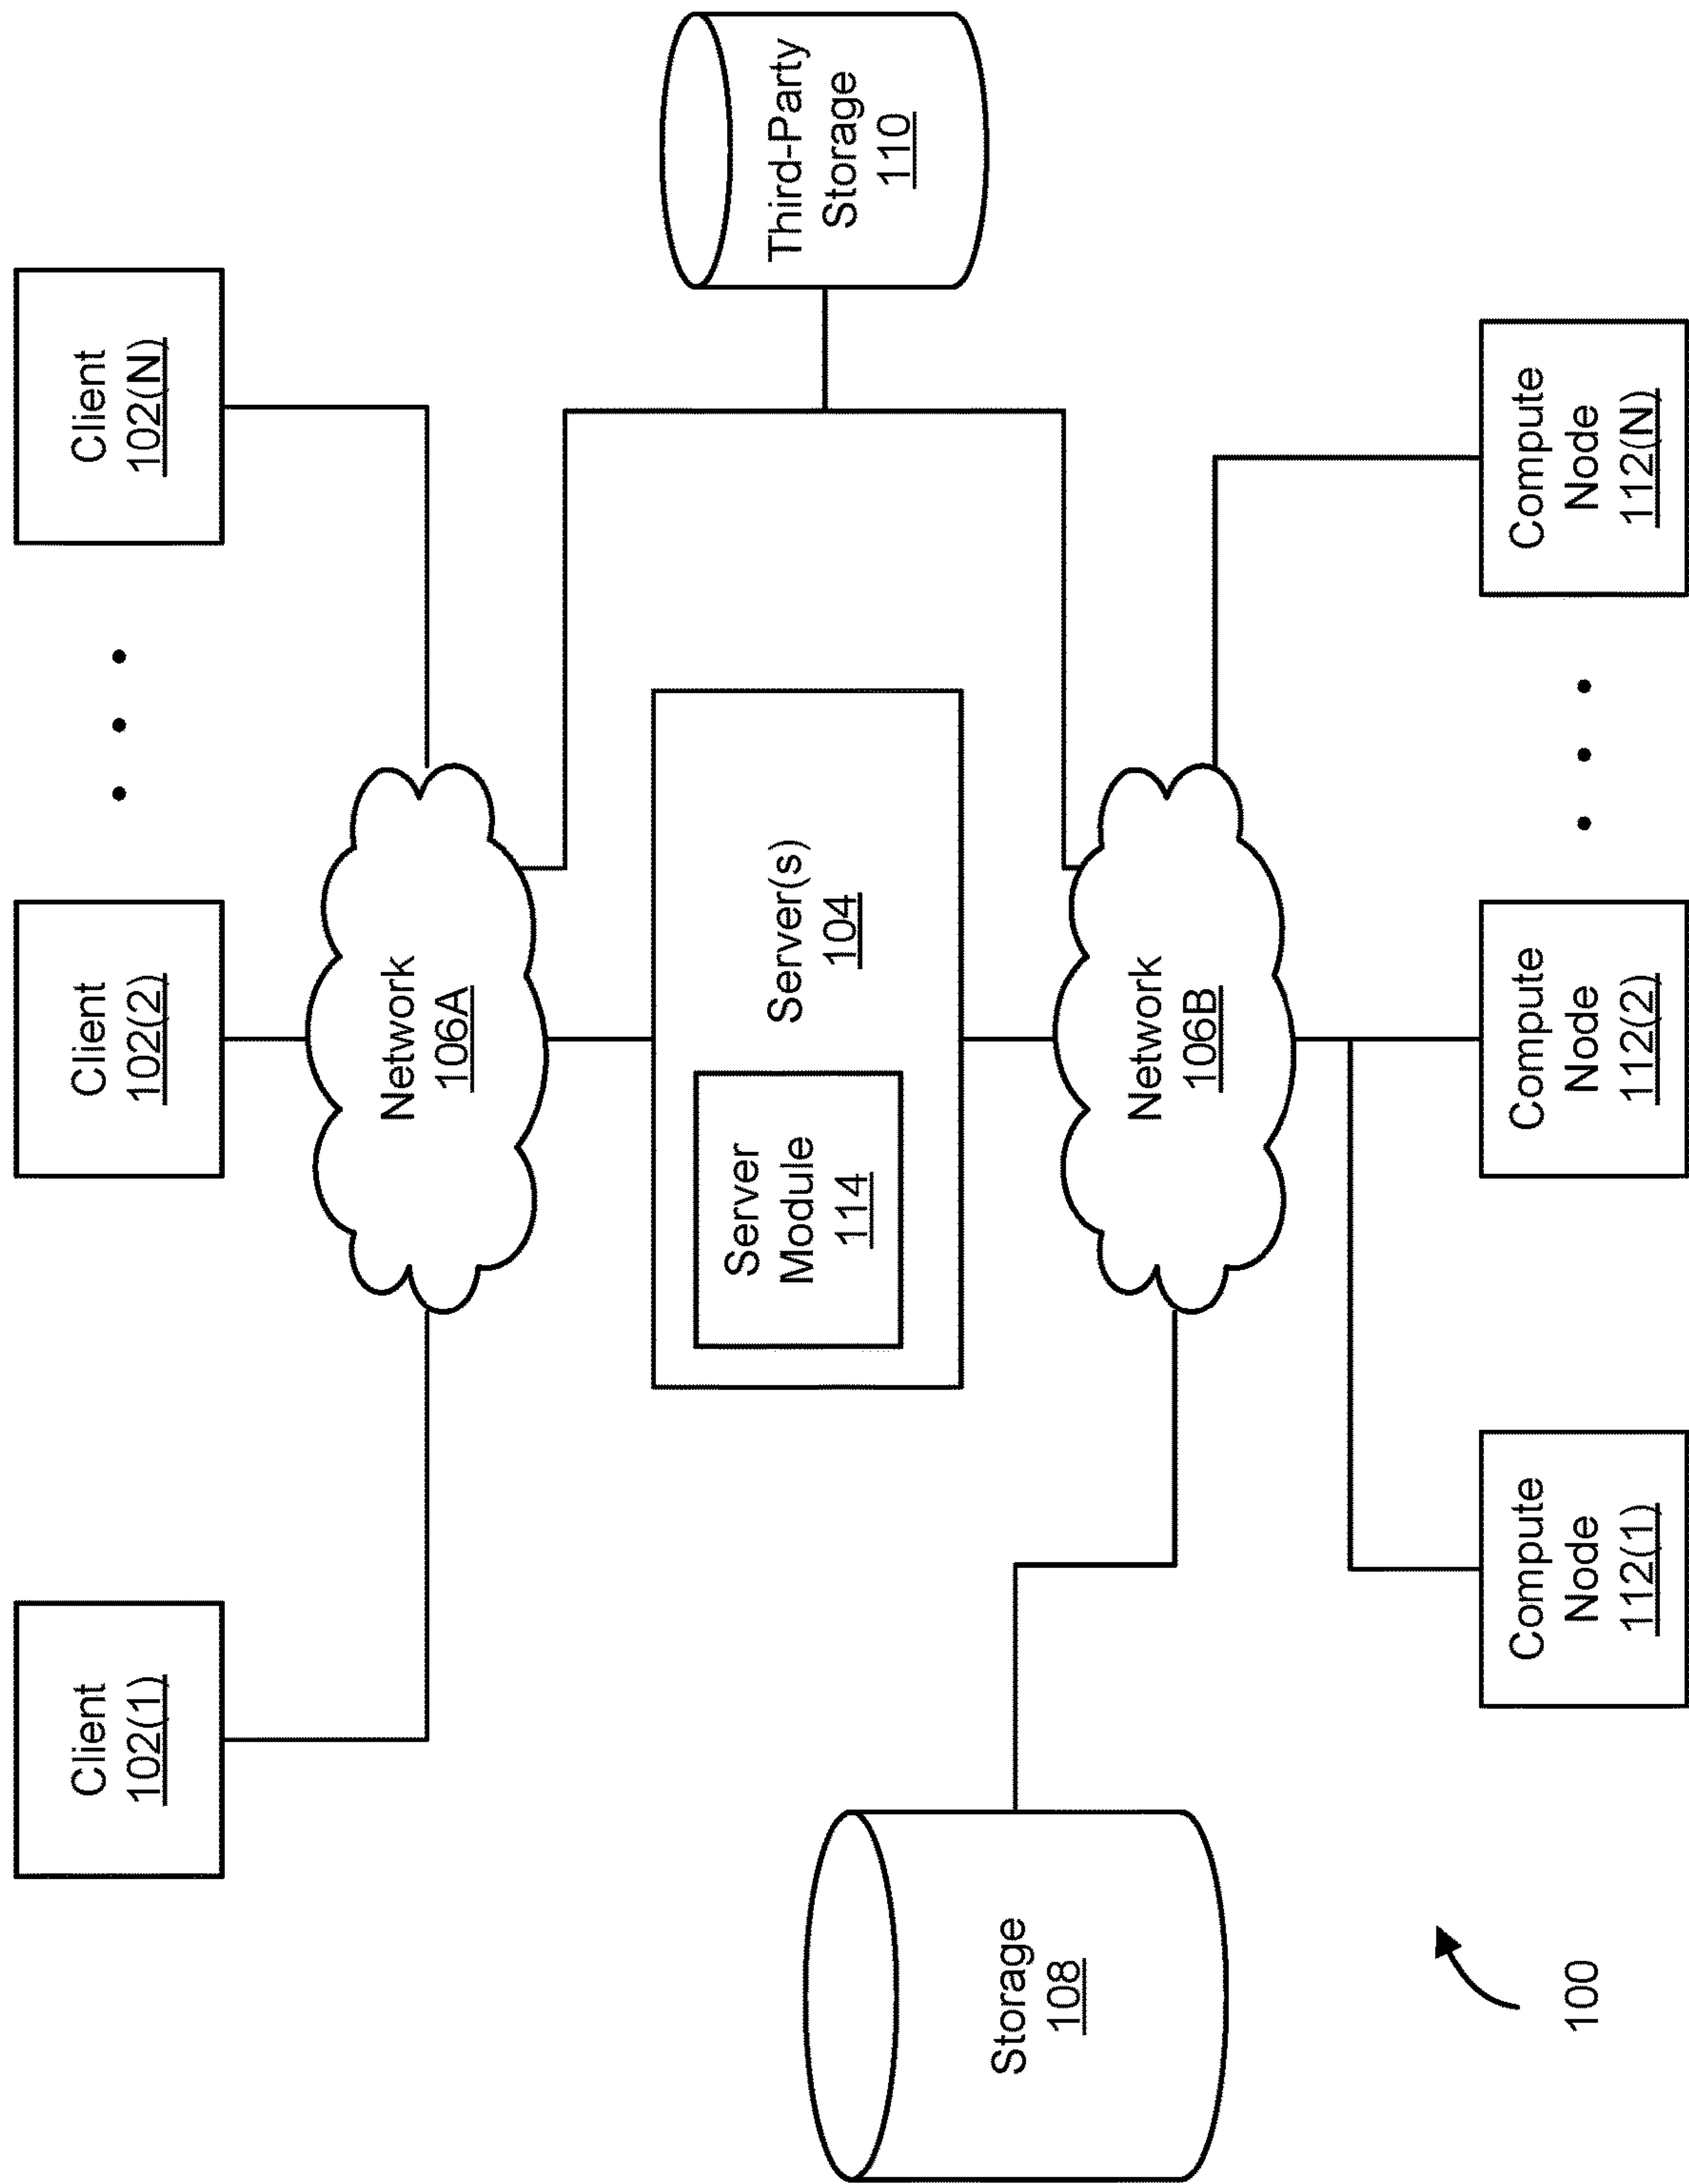 Client
102(1)
Client
102(2)
Client
102(N)
Network
106A
Third-Party
Storage
110
Server
Module
114
Server(s)
104
Storage
108
Network
106B
Compute
Node
112(1)
Compute
Node
112(2)
Compute
Node
112(N)
100